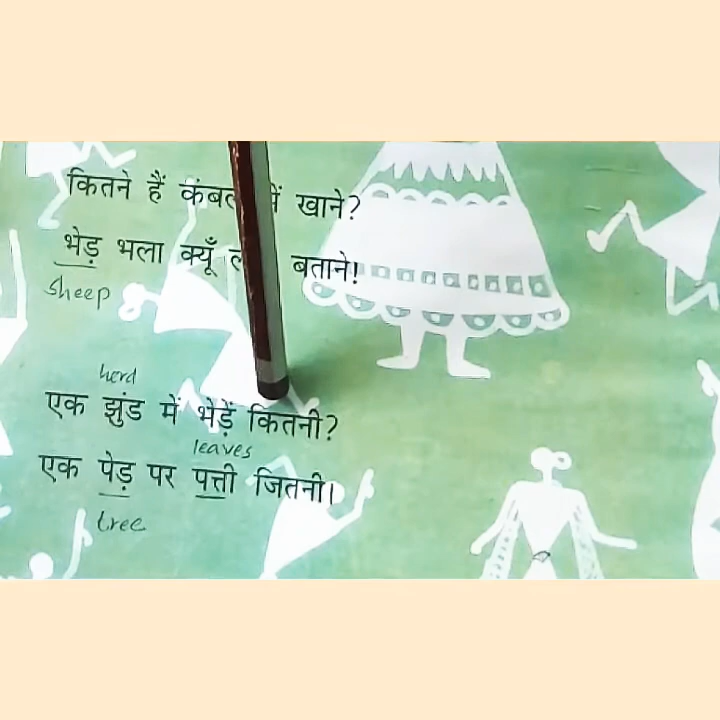 कितने हैं खाने?
भेड़ भला क्यूँ बताने!
sheep
herd
एक झुंड में भेड़ें कितनी?
leaves
एक पेड़ पर पत्ती जितनी।
tree